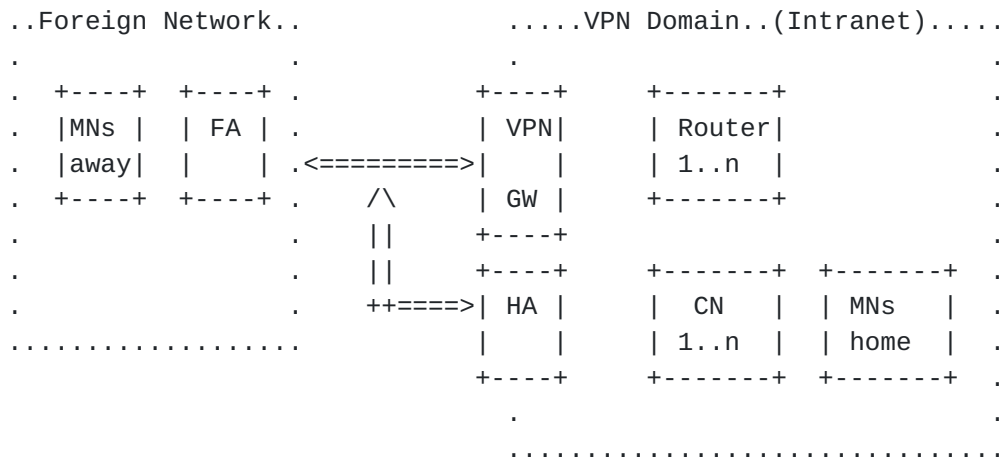 ..Foreign Network..             .....VPN Domain..(Intranet).....
.                 .             .                              .
.  +----+  +----+ .           +----+     +-------+             .
.  |MNs |  | FA | .           | VPN|     | Router|             .
.  |away|  |    | .<=========>|    |     | 1..n  |             .
.  +----+  +----+ .    /\     | GW |     +-------+             .
.                 .    ||     +----+                           .
.                 .    ||     +----+     +-------+  +-------+  .
.                 .    ++====>| HA |     |  CN   |  | MNs   |  .
...................           |    |     | 1..n  |  | home  |  .
                              +----+     +-------+  +-------+  .
                                .                              .
                                ................................